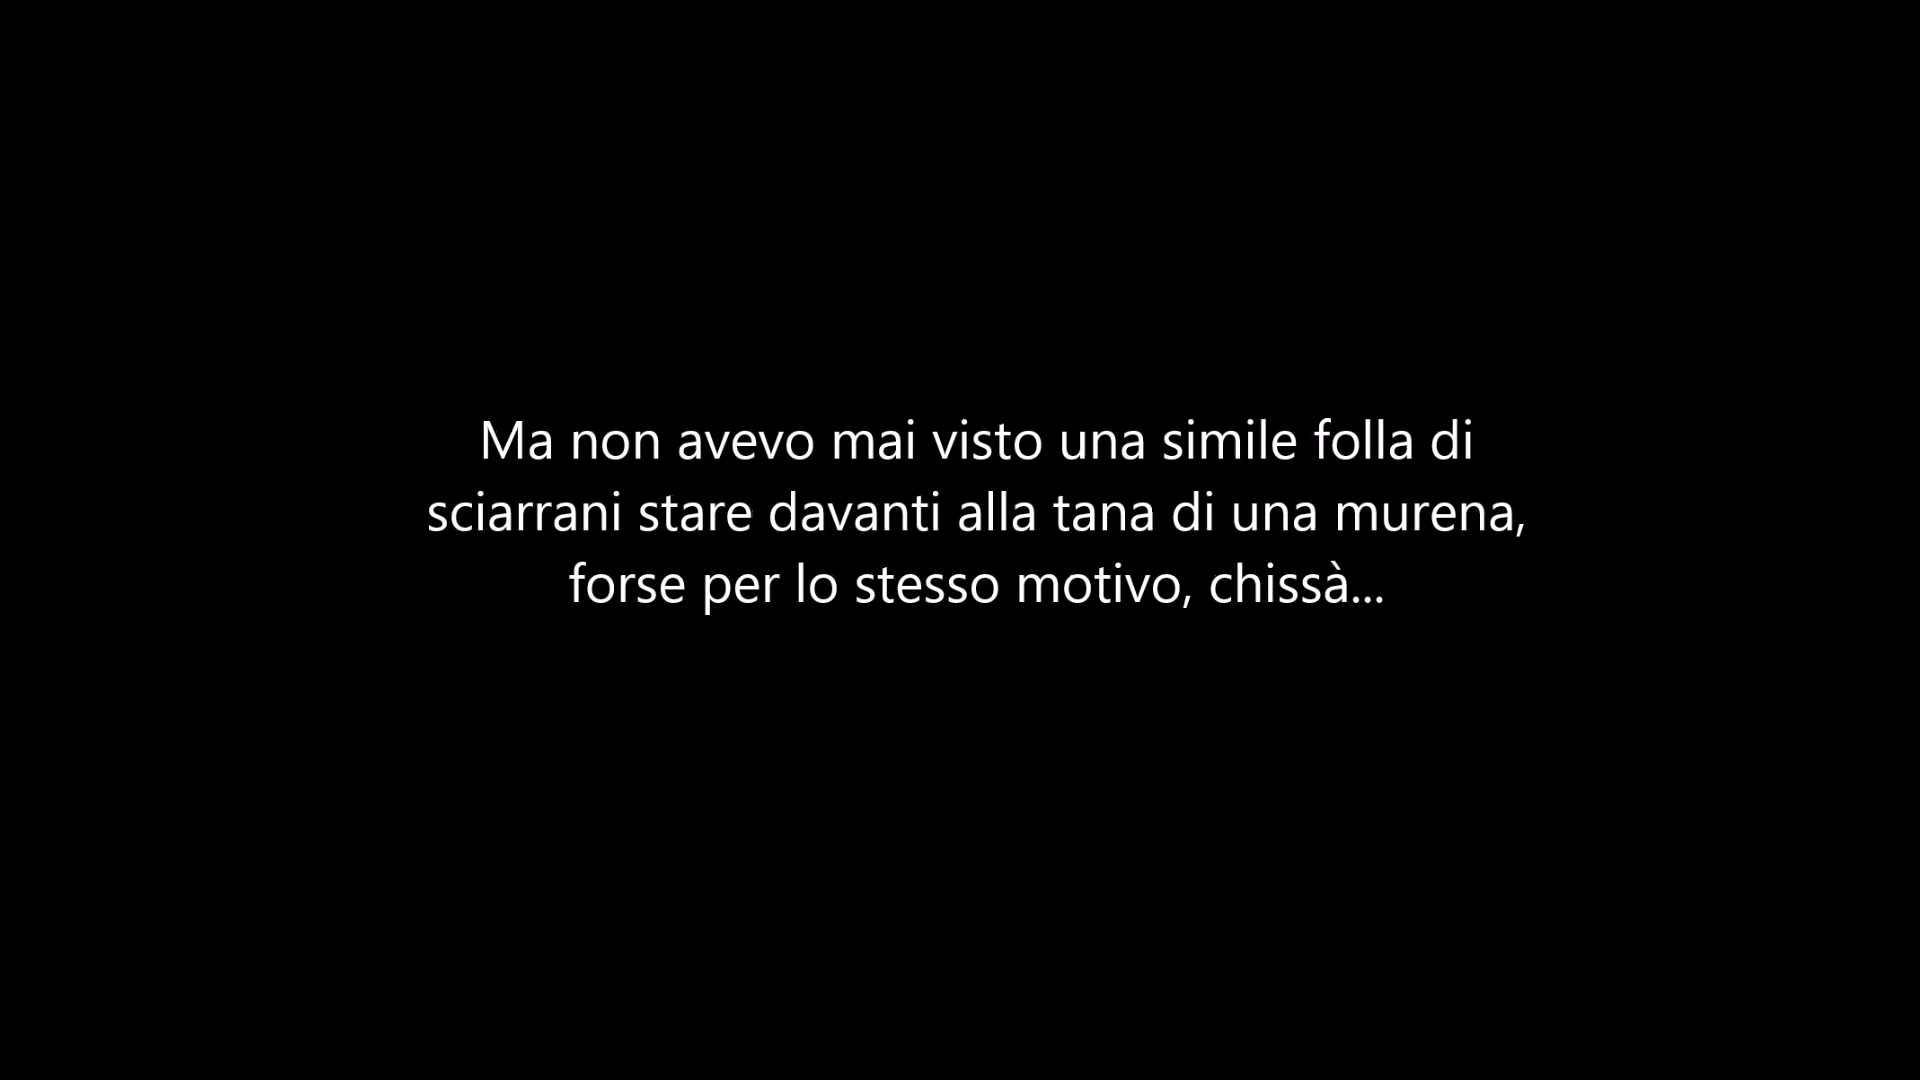 Ma non avevo mai visto una simile folla di
sciarrani stare davanti alla tana di una murena,
forse per lo stesso motivo, chissà...